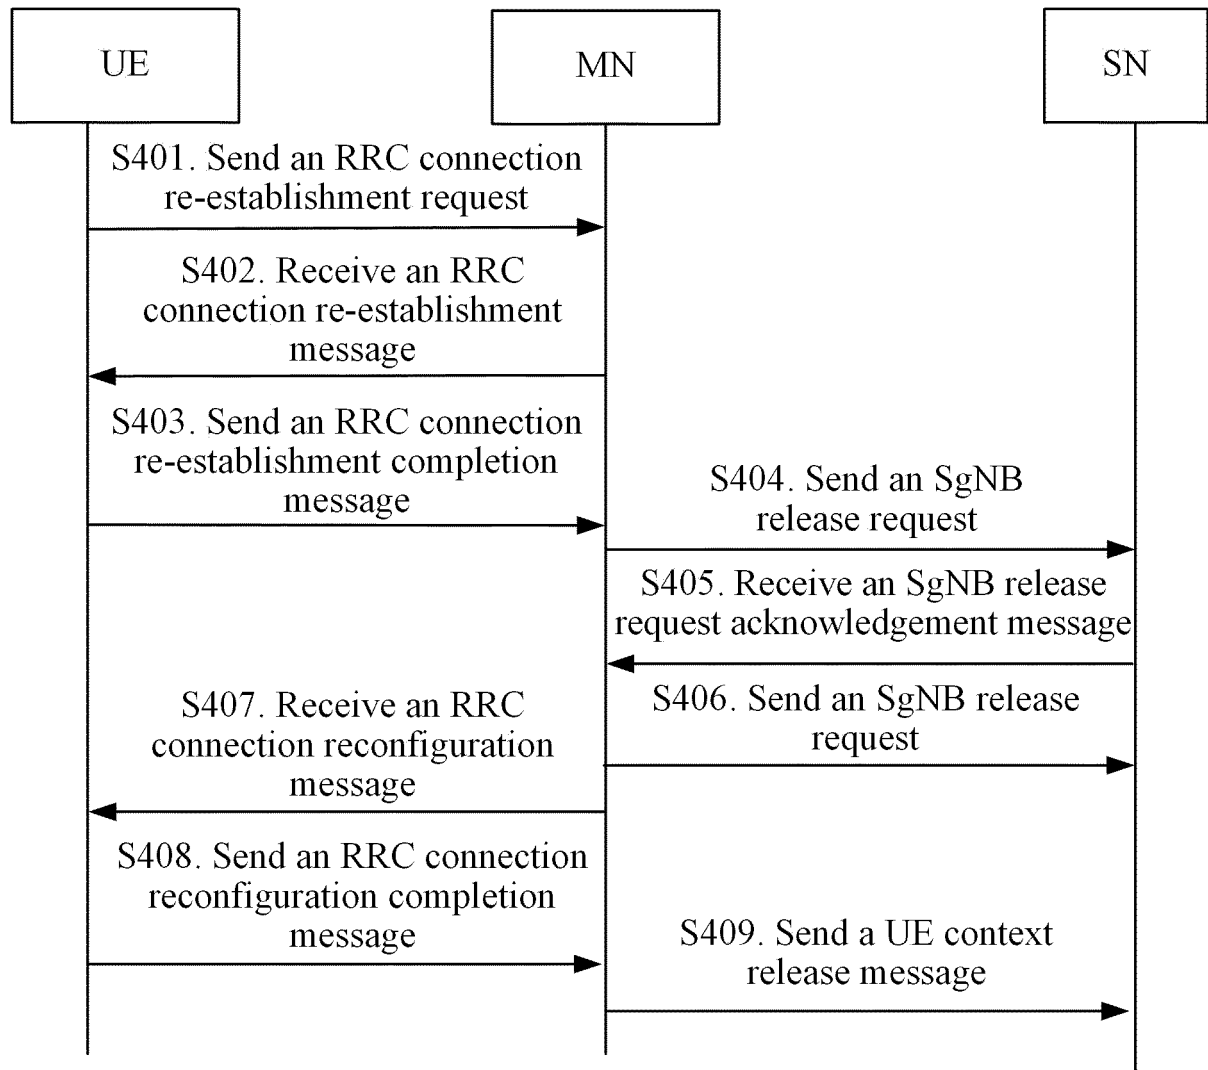 UE
MN
SN
S401. Send an RRC connection
re-establishment request
S402. Receive an RRC
connection re-establishment
message
S403. Send an RRC connection
re-establishment completion
message
S404. Send an SgNB
release request
S405. Receive an SgNB release
request acknowledgement message
S406. Send an SgNB release
request
S407. Receive an RRC
connection reconfiguration
message
S408. Send an RRC connection
reconfiguration completion
message
S409. Send a UE context
release message